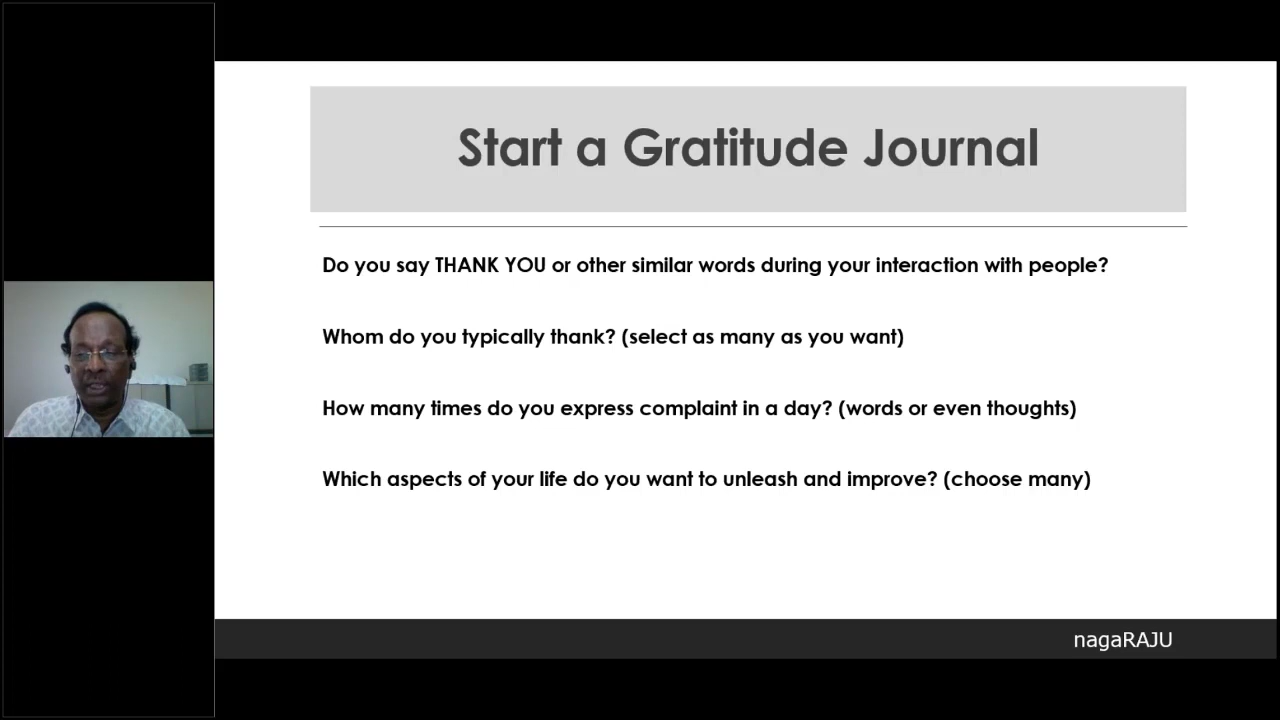 Start a Gratitude Journal
Do you say THANK YOU or other similar words during your interaction with people?
Whom do you typically thank? (select as many as you want)
How many times do you express complaint in a day? (words or even thoughts)
Which aspects of your life do you want to unleash and improve? (choose many)
nagaRAJU